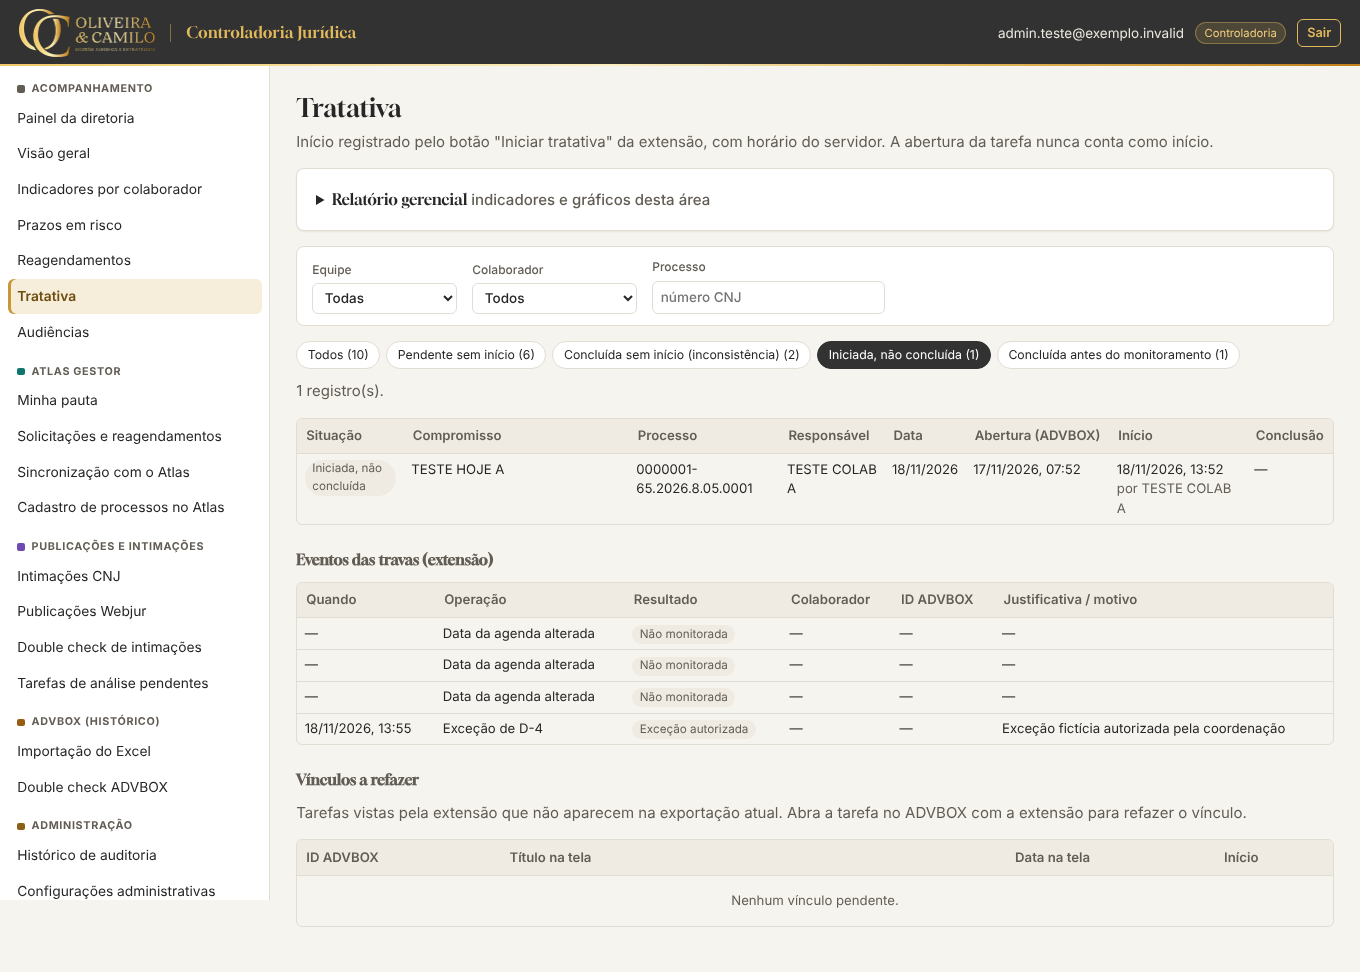 OLIVEIRA
& CAMILO
Controladoria Jurídica
admin.teste@exemplo.invalid
Controladoria
Sair
ACOMPANHAMENTO
Painel da diretoria
Visão geral
Indicadores por colaborador
Prazos em risco
Reagendamentos
Tratativa
Audiências
ATLAS GESTOR
Minha pauta
Solicitações e reagendamentos
Sincronização com o Atlas
Cadastro de processos no Atlas
PUBLICAÇÕES E INTIMAÇÕES
Intimações CNJ
Publicações Webjur
Double check de intimações
Tarefas de análise pendentes
ADVBOX (HISTÓRICO)
Importação do Excel
Double check ADVBOX
ADMINISTRAÇÃO
Histórico de auditoria
Configurações administrativas
Tratativa
Início registrado pelo botão "Iniciar tratativa" da extensão, com horário do servidor. A abertura da tarefa nunca conta como início.
Relatório gerencial indicadores e gráficos desta área
Equipe
Colaborador
Processo
Todas
Todos
número CNJ
Todos (10)
Pendente sem início (6)
Concluída sem início (inconsistência) (2)
Iniciada, não concluída (1)
Concluída antes do monitoramento (1)
1 registro(s).
Situação Compromisso Processo Responsável Data Abertura (ADVBOX) Início Conclusão
Iniciada, não TESTE HOJE A 0000001- TESTE COLAB 18/11/2026 17/11/2026, 07:52 18/11/2026, 13:52 —
concluída 65.2026.8.05.0001 A por TESTE COLAB
A
Eventos das travas (extensão)
Quando Operação Resultado Colaborador ID ADVBOX Justificativa / motivo
— Data da agenda alterada Não monitorada — — —
— Data da agenda alterada Não monitorada — — —
— Data da agenda alterada Não monitorada — — —
18/11/2026, 13:55 Exceção de D-4 Exceção autorizada — — Exceção fictícia autorizada pela coordenação
Vínculos a refazer
Tarefas vistas pela extensão que não aparecem na exportação atual. Abra a tarefa no ADVBOX com a extensão para refazer o vínculo.
ID ADVBOX Título na tela Data na tela Início
Nenhum vínculo pendente.